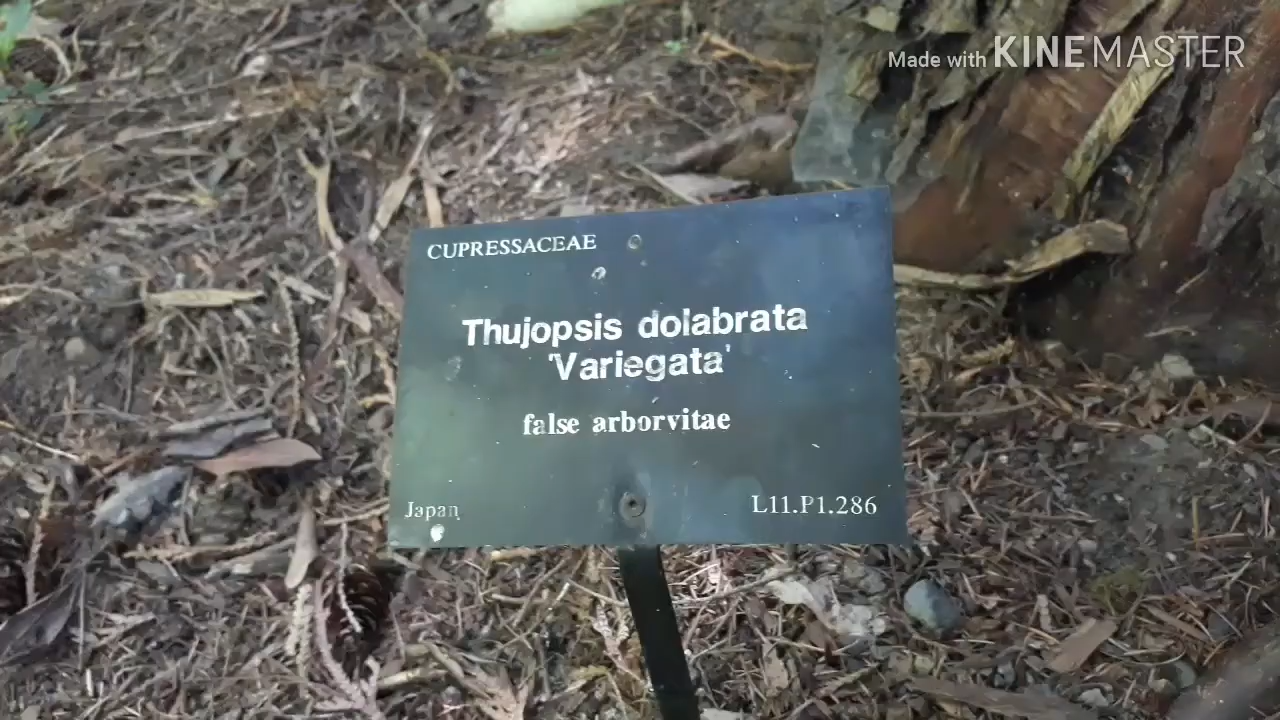 Made with KINEMASTER
CUPRESSACEAE
Thujopsis dolabrata
'Variegata'
false arborvitae
Japan
L11.P1.286